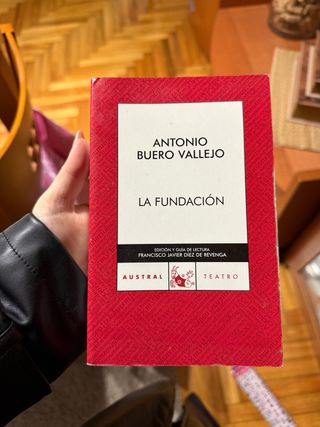 ANTONIO
BUERO VALLEJO
LA FUNDACIÓN
EDICIÓN Y GUÍA DE LECTURA
FRANCISCO JAVIER DÍEZ DE REVENGA
AUSTRAL TEATRO